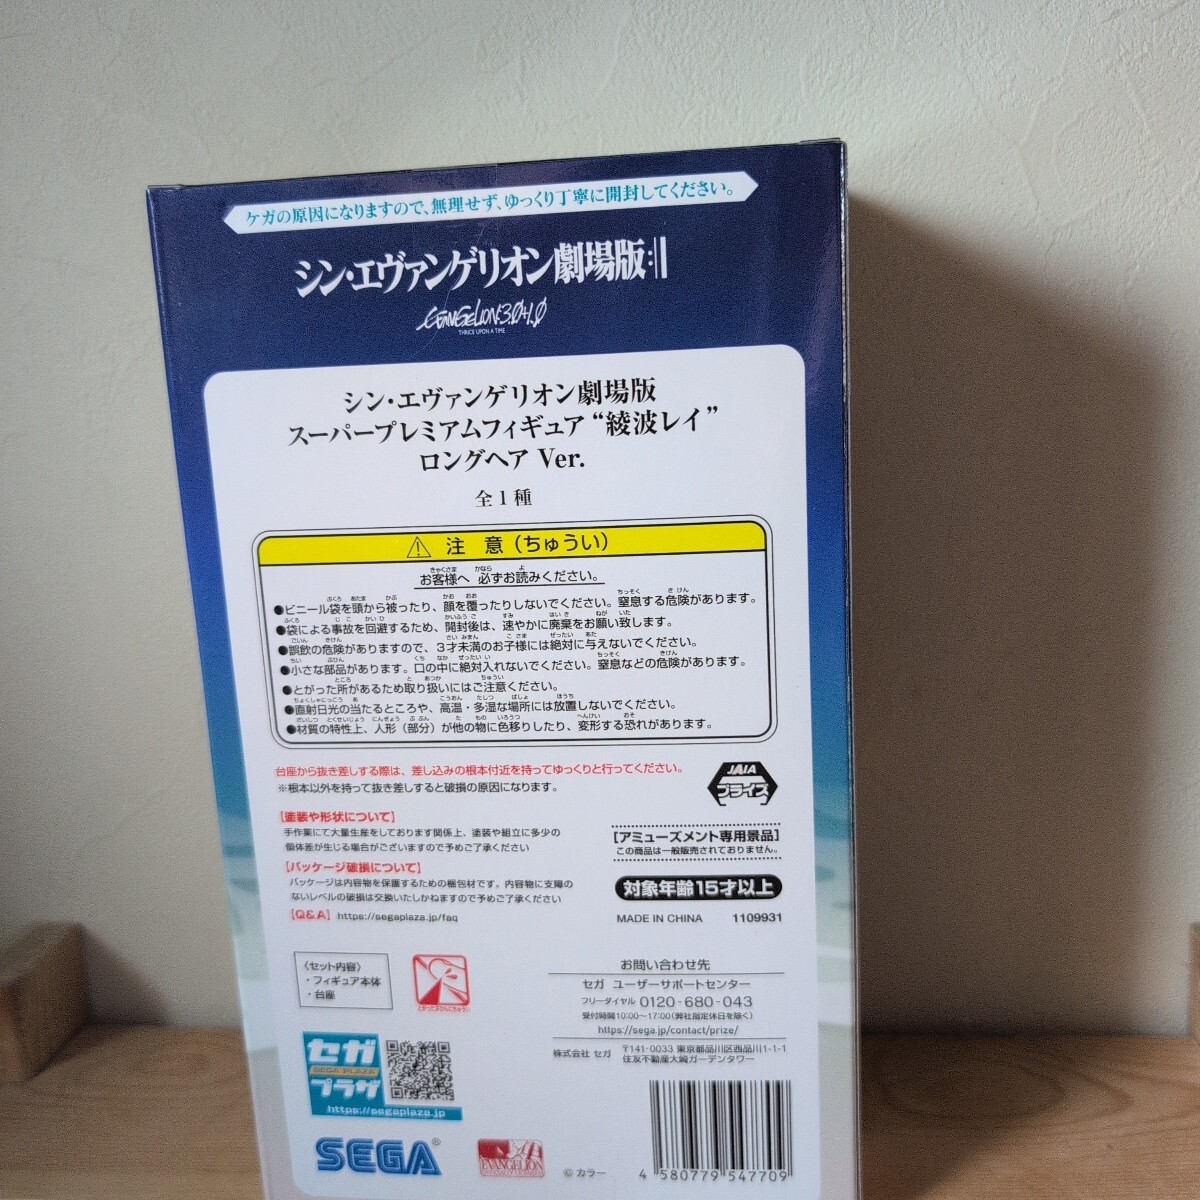 ケガの原因になりますので、無理せず、ゆっくり丁寧に開封してください。
シン・エヴァンゲリオン劇場版:||
EVANGELION:3.0+1.0
THRICE UPON A TIME
シン・エヴァンゲリオン劇場版
スーパープレミアムフィギュア“綾波レイ”
ロングヘア Ver.
全1種
注 意(ちゅうい)
お客様へ 必ずお読みください。
●ビニール袋を頭から被ったり、顔を覆ったりしないでください。窒息する危険があります。
●袋による事故を回避するため、開封後は、速やかに廃棄をお願い致します。
●誤飲の危険がありますので、3才未満のお子様には絶対に与えないでください。
●小さな部品があります。口の中に絶対入れないでください。窒息などの危険があります。
●とがった所があるため取り扱いにはご注意ください。
●直射日光の当たるところや、高温・多湿な場所には放置しないでください。
●材質の特性上、人形(部分)が他の物に色移りしたり、変形する恐れがあります。
台座から抜き差しする際は、差し込みの根本付近を持ってゆっくりと行ってください。
※根本以外を持って抜き差しすると破損の原因になります。
JAIA
プライズ
【塗装や形状について】
手作業にて大量生産をしております関係上、塗装や組立に多少の
個体差が生じる場合がございますので予めご了承ください
【パッケージ破損について】
パッケージは内容物を保護するための梱包材です。内容物に支障の
ないレベルの破損は交換いたしかねますので予めご了承ください
【Q&A】https://segaplaza.jp/faq
【アミューズメント専用景品】
この商品は一般販売されておりません。
対象年齢15才以上
MADE IN CHINA 1109931
〈セット内容〉
・フィギュア本体
・台座
とがったぶぶんにちゅうい
お問い合わせ先
セガ ユーザーサポートセンター
フリーダイヤル 0120-680-043
受付時間10:00〜17:00(弊社指定休日を除く)
https://sega.jp/contact/prize/
株式会社 セガ 〒141-0033 東京都品川区西品川1-1-1
住友不動産大崎ガーデンタワー
セガ
SEGA PLAZA
プラザ
https://segaplaza.jp
SEGA®
EVANGELION
©カラー
4 580779 547709